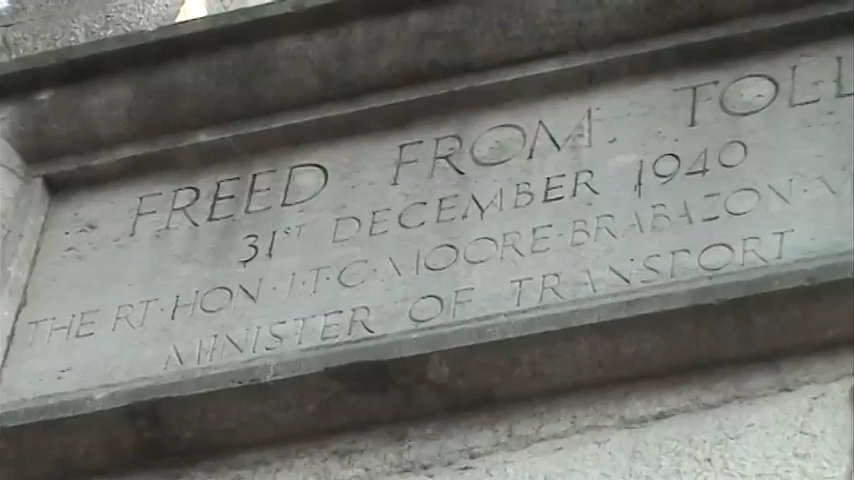 FREED FROM TOLL
31ST DECEMBER 1940
THE RT·HON·J·T·C·MOORE-BRABAZON·M
MINISTER OF TRANSPORT